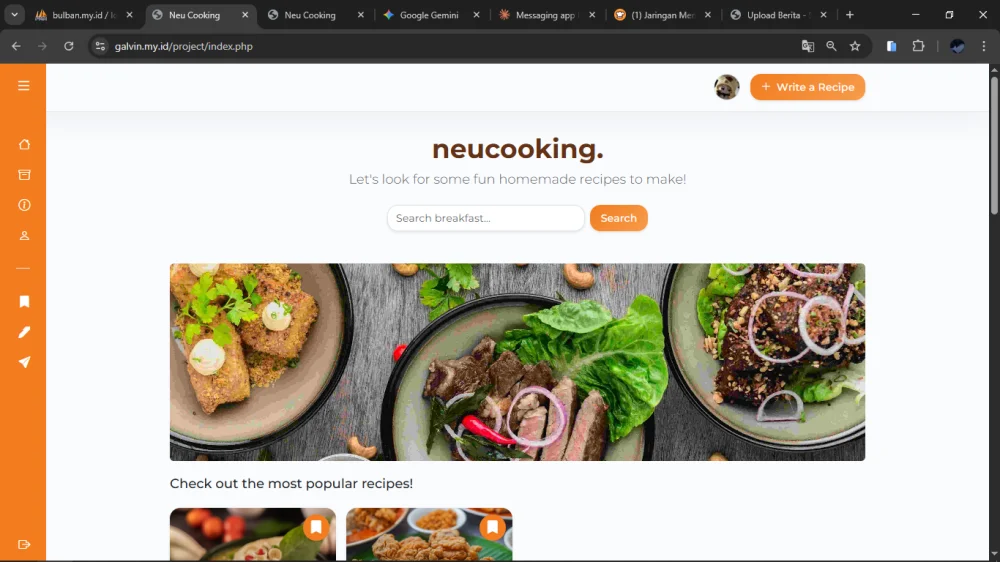 bulban.my.id / lo
Neu Cooking
Neu Cooking
Google Gemini
Messaging app
(1) Jaringan Mer
Upload Berita -
galvin.my.id/project/index.php
+ Write a Recipe
neucooking.
Let's look for some fun homemade recipes to make!
Search breakfast...
Search
Check out the most popular recipes!